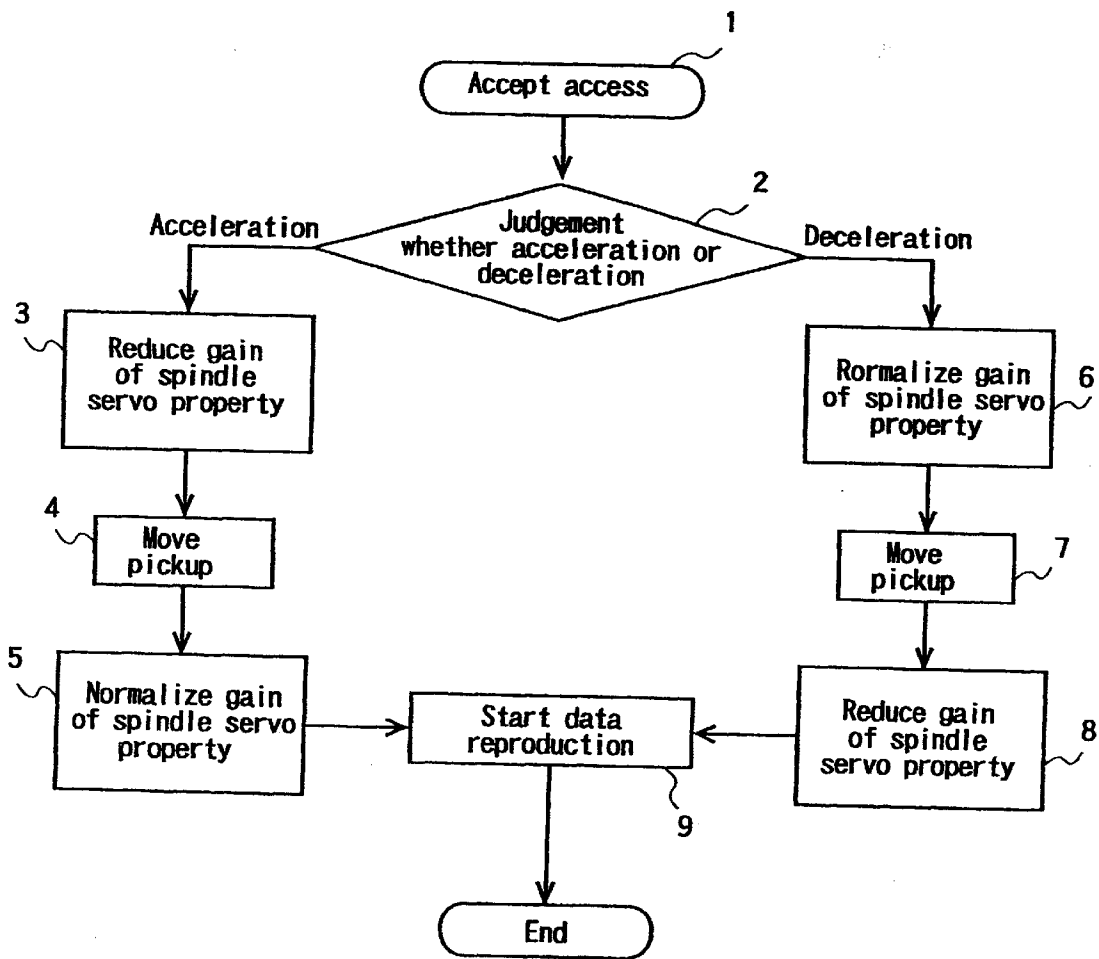 1
Accept access
2
Judgement
whether acceleration or
deceleration
Acceleration
Deceleration
3
Reduce gain
of spindle
servo property
4
Move
pickup
5
Normalize gain
of spindle servo
property
Rormalize gain
of spindle servo
property
6
Move
pickup
7
Reduce gain
of spindle
servo property
8
Start data
reproduction
9
End